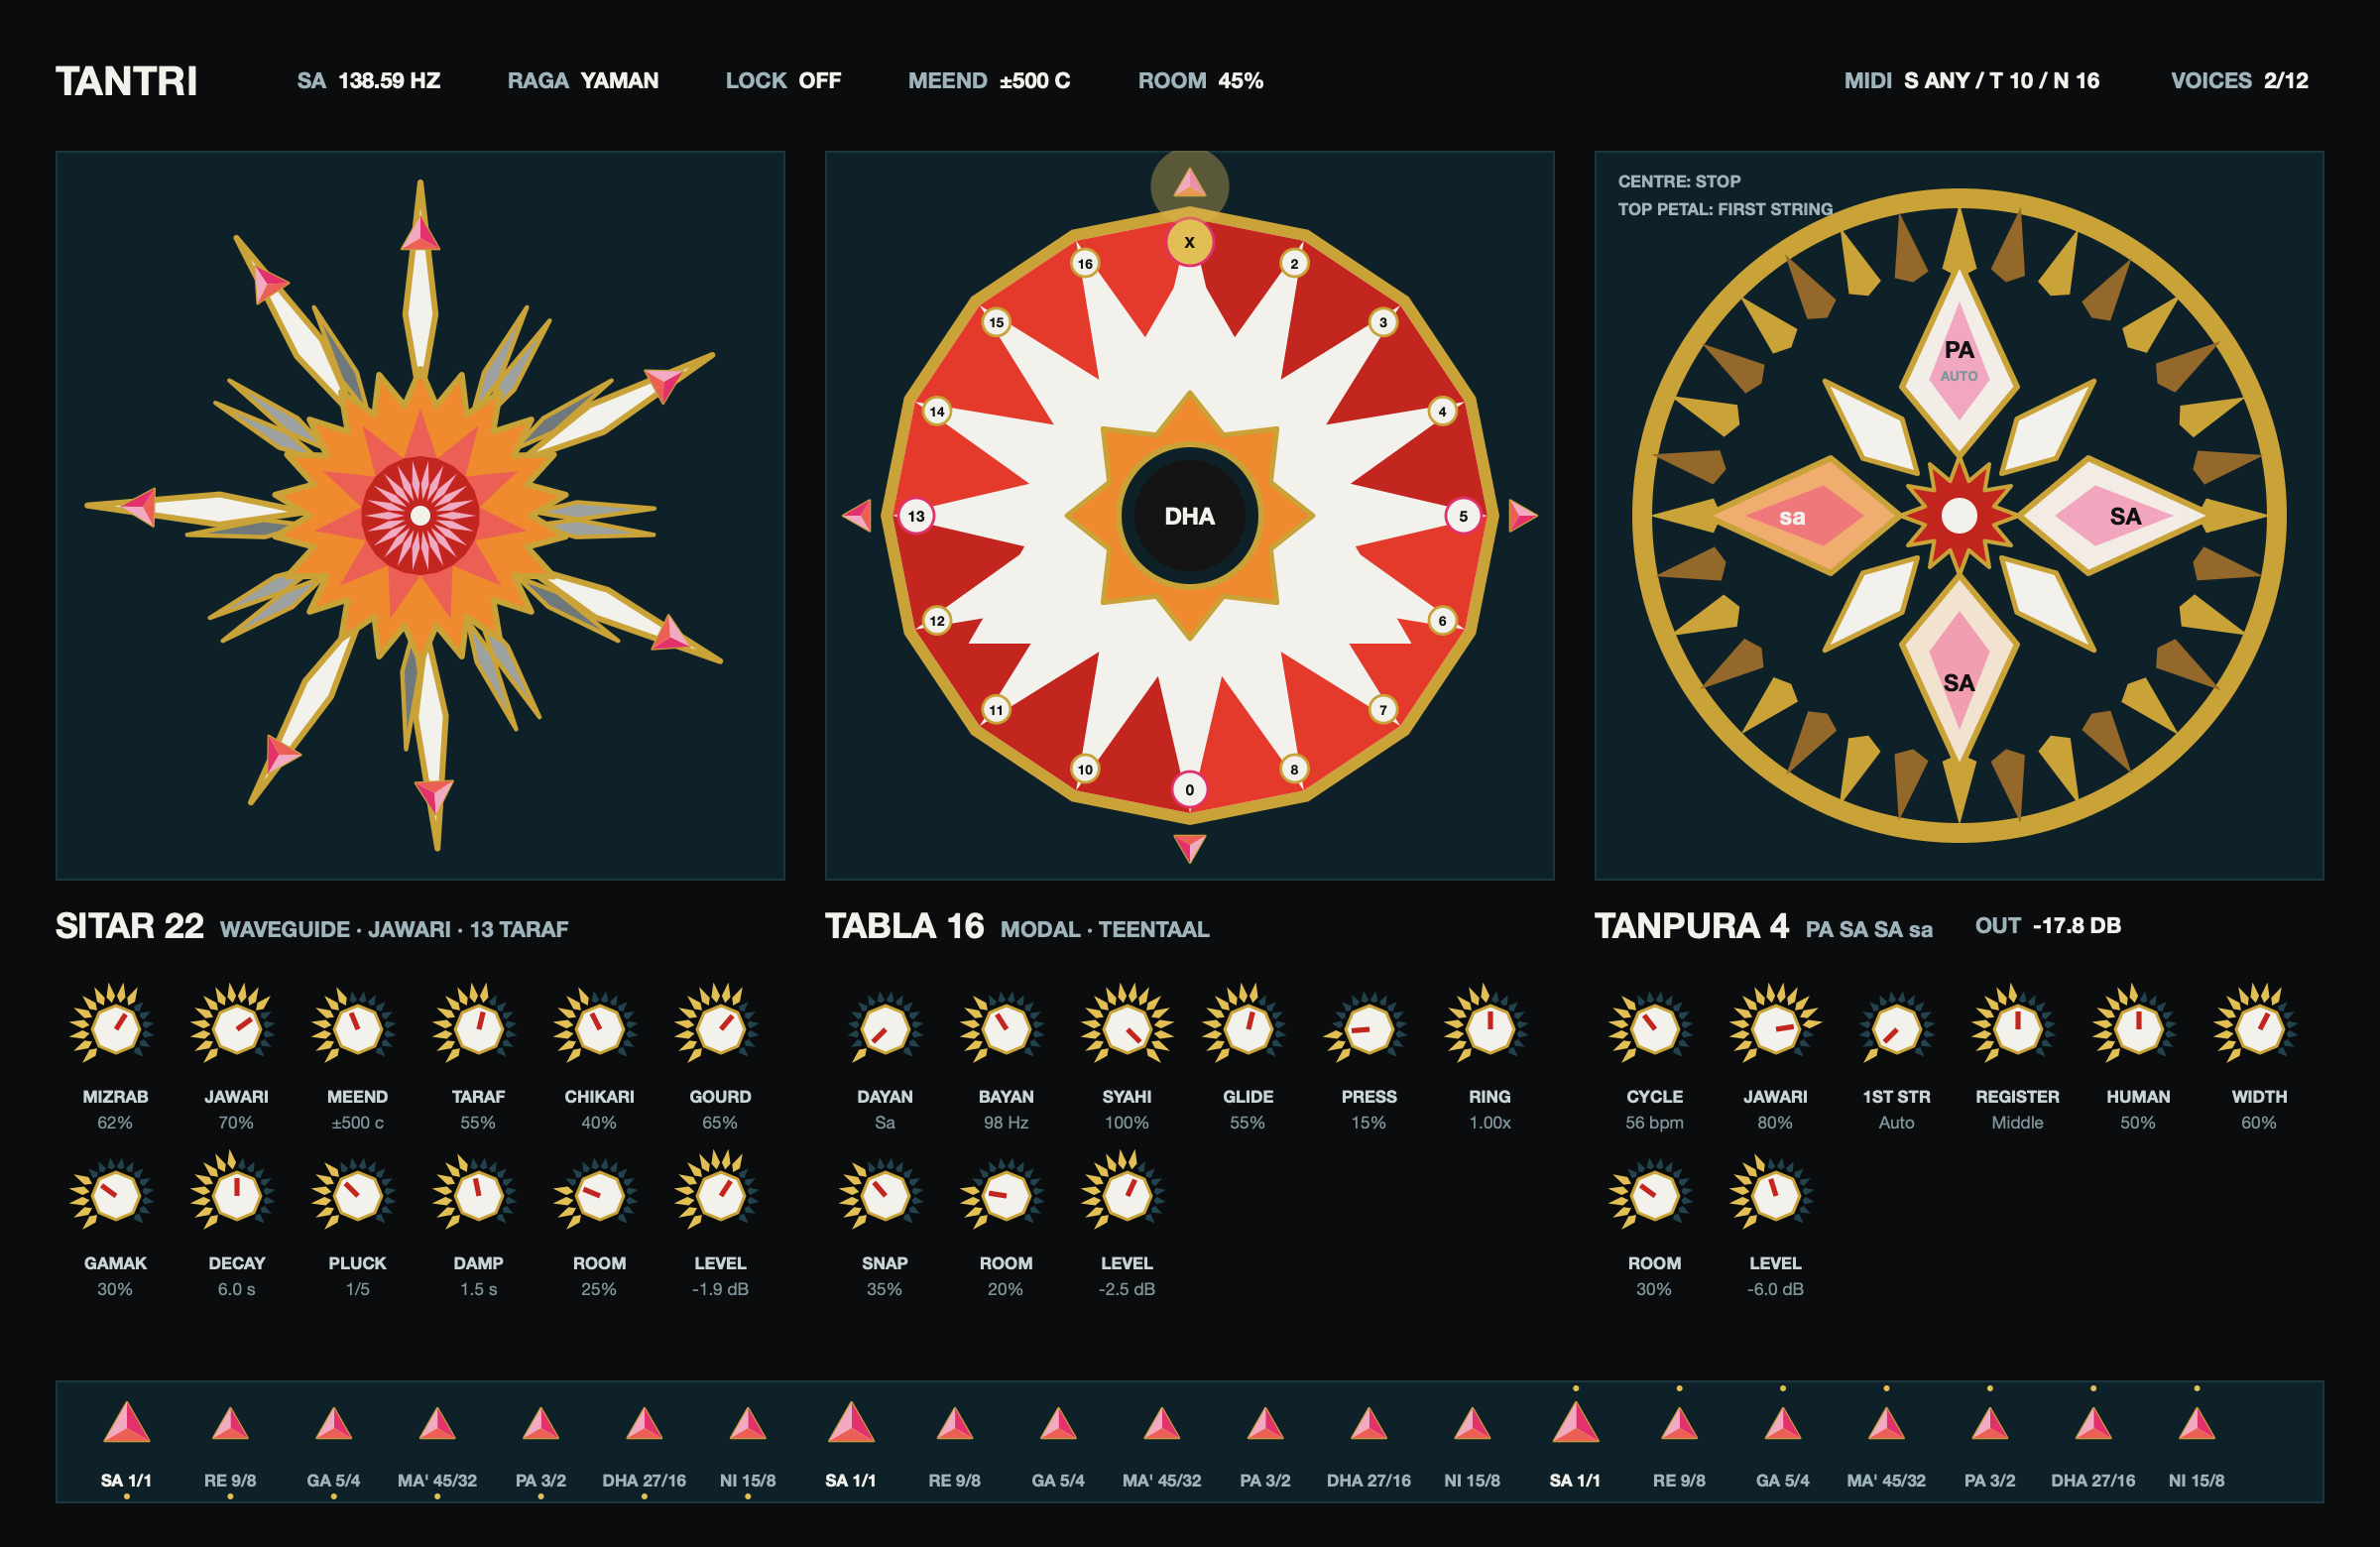 TANTRI SA 138.59 HZ RAGA YAMAN LOCK OFF MEEND ±500 C ROOM 45% MIDI S ANY / T 10 / N 16 VOICES 2/12
X
2
3
4
5
6
7
8
0
10
11
12
13
14
15
16
DHA
CENTRE: STOP
TOP PETAL: FIRST STRING
PA
AUTO
sa
SA
SA
SITAR 22 WAVEGUIDE · JAWARI · 13 TARAF
MIZRAB JAWARI MEEND TARAF CHIKARI GOURD
62% 70% ±500 c 55% 40% 65%
GAMAK DECAY PLUCK DAMP ROOM LEVEL
30% 6.0 s 1/5 1.5 s 25% -1.9 dB
TABLA 16 MODAL · TEENTAAL
DAYAN BAYAN SYAHI GLIDE PRESS RING
Sa 98 Hz 100% 55% 15% 1.00x
SNAP ROOM LEVEL
35% 20% -2.5 dB
TANPURA 4 PA SA SA sa OUT -17.8 DB
CYCLE JAWARI 1ST STR REGISTER HUMAN WIDTH
56 bpm 80% Auto Middle 50% 60%
ROOM LEVEL
30% -6.0 dB
SA 1/1 RE 9/8 GA 5/4 MA' 45/32 PA 3/2 DHA 27/16 NI 15/8 SA 1/1 RE 9/8 GA 5/4 MA' 45/32 PA 3/2 DHA 27/16 NI 15/8 SA 1/1 RE 9/8 GA 5/4 MA' 45/32 PA 3/2 DHA 27/16 NI 15/8